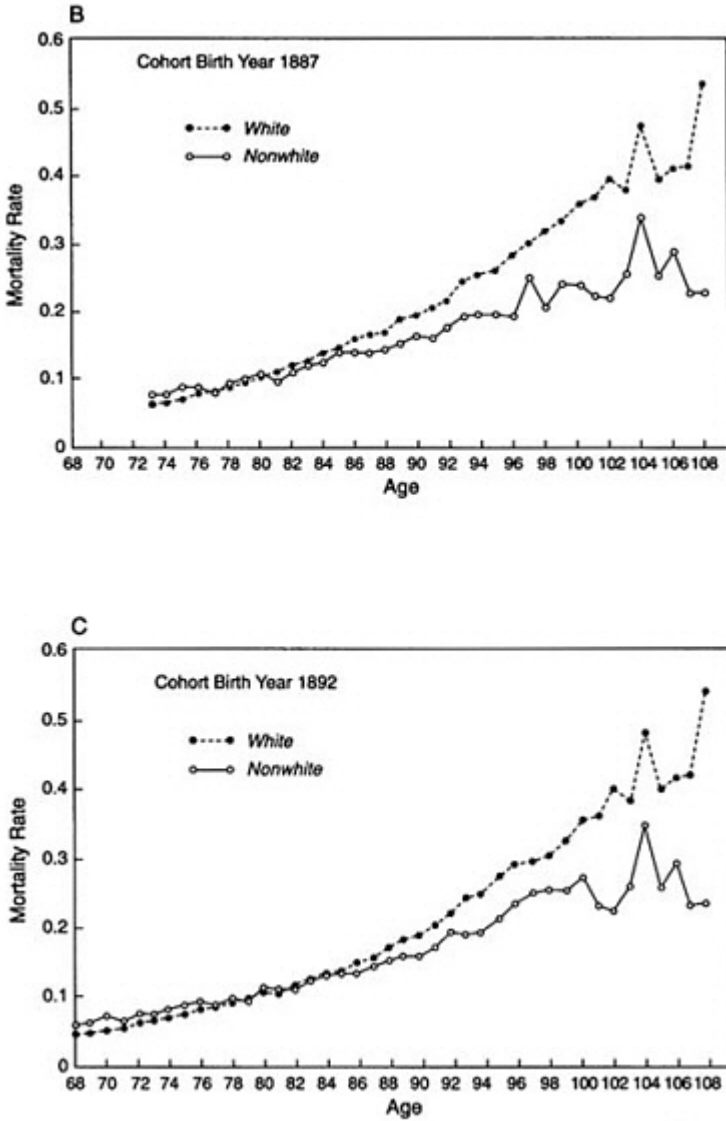 B
0.6
Cohort Birth Year 1887
0.5
White
Nonwhite
0.4
Mortality Rate
0.3
0.2
0.1
0
68 70 72 74 76 78 80 82 84 86 88 90 92 94 96 98 100 102 104 106 108
Age
C
0.6
Cohort Birth Year 1892
0.5
White
Nonwhite
0.4
Mortality Rate
0.3
0.2
0.1
0
68 70 72 74 76 78 80 82 84 86 88 90 92 94 96 98 100 102 104 106 108
Age